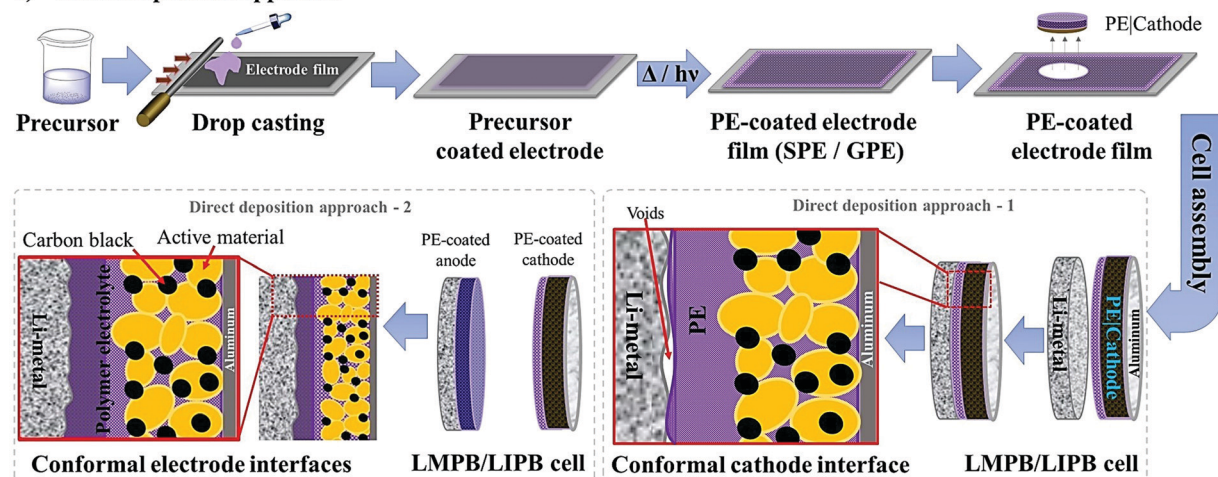 PE|Cathode
Electrode film
Δ / hν
Precursor
Drop casting
Precursor
coated electrode
PE-coated electrode
film (SPE / GPE)
PE-coated
electrode film
Cell assembly
Direct deposition approach - 2
Carbon black
Active material
PE-coated
anode
PE-coated
cathode
Li-metal
Polymer electrolyte
Aluminum
Conformal electrode interfaces
LMPB/LIPB cell
Direct deposition approach - 1
Voids
Li-metal
PE
Aluminum
Li-metal
PE|Cathode
Aluminum
Conformal cathode interface
LMPB/LIPB cell